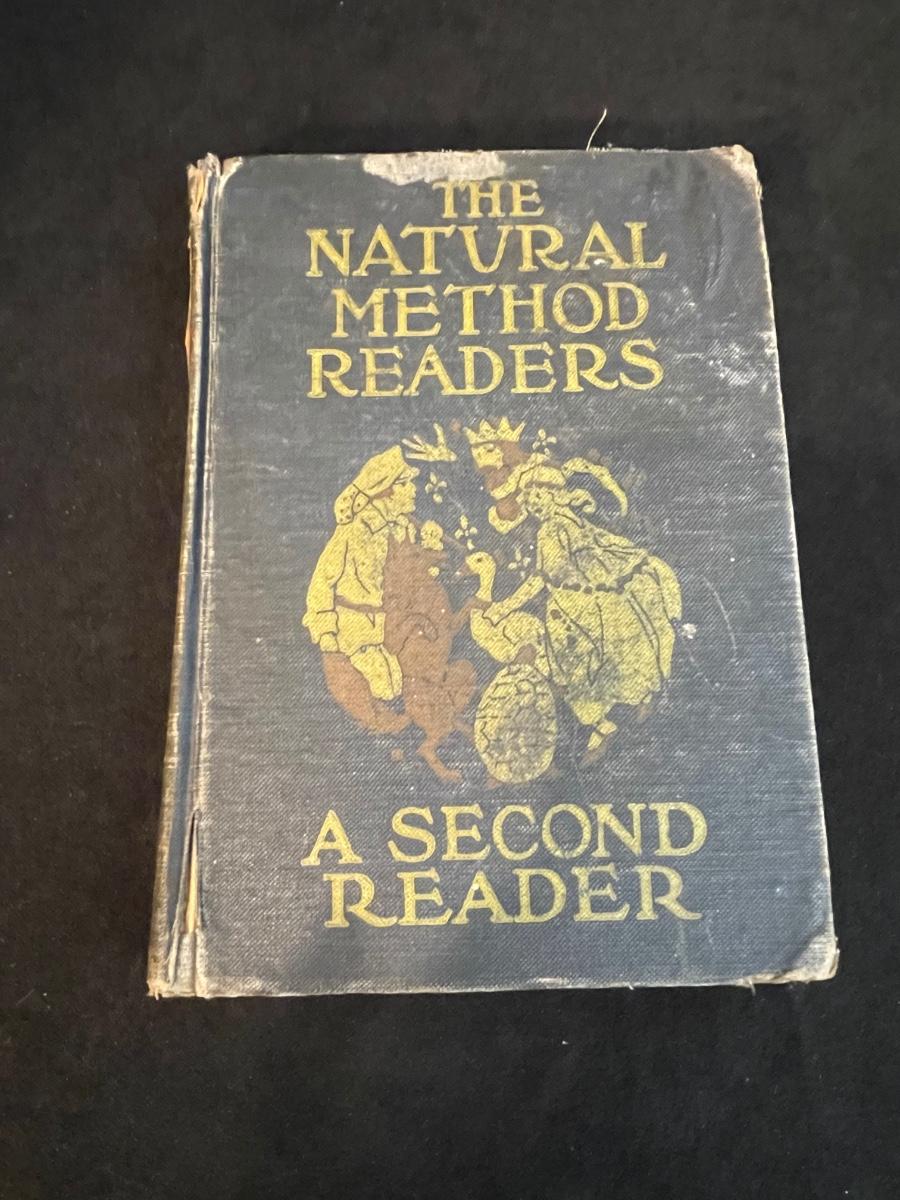 THE
NATURAL
METHOD
READERS
A SECOND
READER